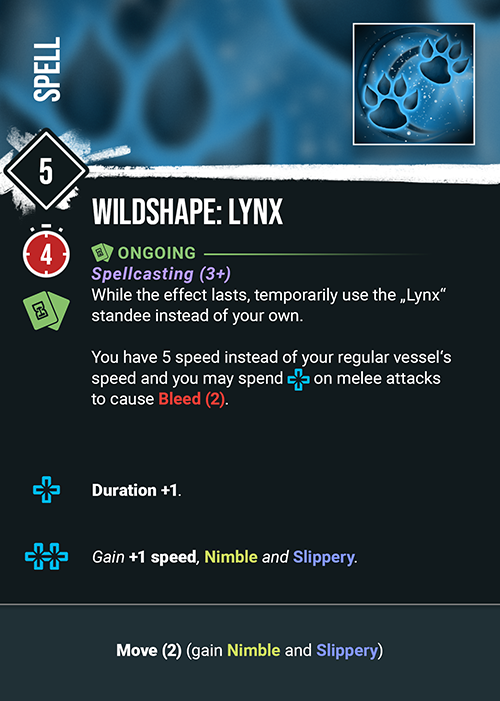 SPELL
5
WILDSHAPE: LYNX
4
ONGOING
Spellcasting (3+)
While the effect lasts, temporarily use the „Lynx“
standee instead of your own.
You have 5 speed instead of your regular vessel’s
speed and you may spend on melee attacks
to cause Bleed (2).
Duration +1.
Gain +1 speed, Nimble and Slippery.
Move (2) (gain Nimble and Slippery)